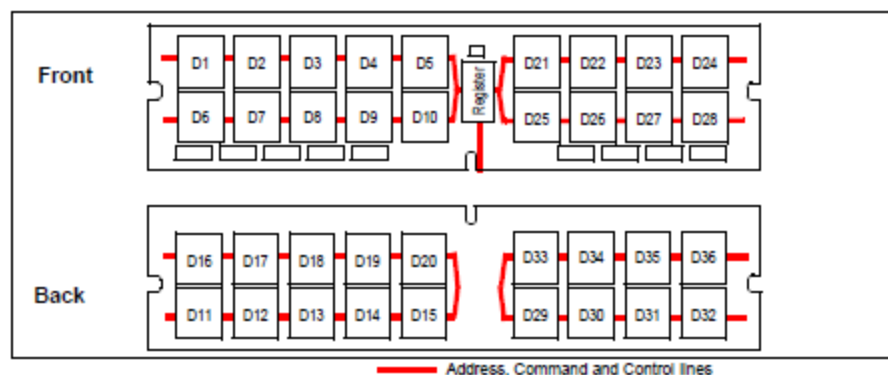 D1 D2 D3 D4 D5 D21 D22 D23 D24
Front
Register
D6 D7 D8 D9 D10 D25 D26 D27 D28
D16 D17 D18 D19 D20 D33 D34 D35 D36
Back
D11 D12 D13 D14 D15 D29 D30 D31 D32
Address, Command and Control lines